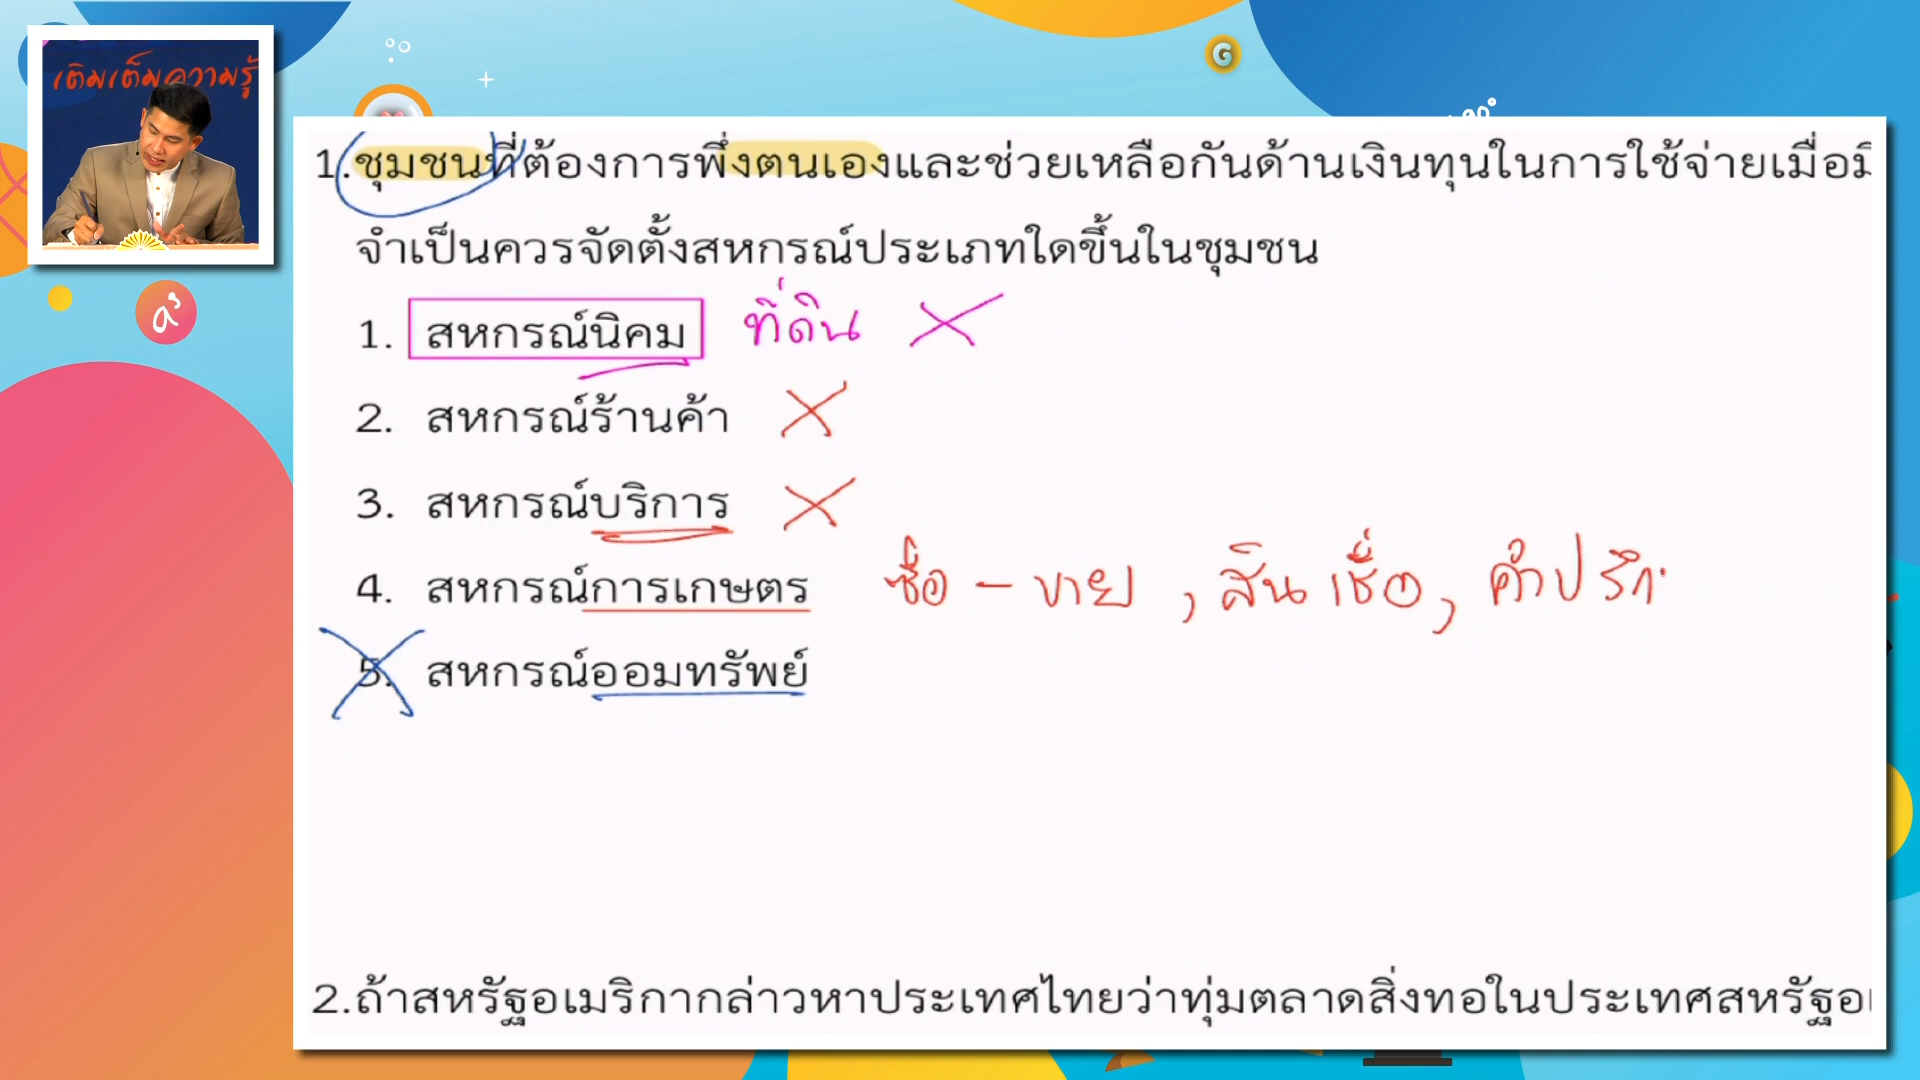 เติมเต็มความรู้
1.ชุมชนที่ต้องการพึ่งตนเองและช่วยเหลือกันด้านเงินทุนในการใช้จ่ายเมื่อมี
จำเป็นควรจัดตั้งสหกรณ์ประเภทใดขึ้นในชุมชน
1. สหกรณ์นิคม ที่ดิน
2. สหกรณ์ร้านค้า
3. สหกรณ์บริการ
4. สหกรณ์การเกษตร ซื้อ - ขาย , สินเชื่อ, คำปรึก
5. สหกรณ์ออมทรัพย์
2.ถ้าสหรัฐอเมริกากล่าวหาประเทศไทยว่าทุ่มตลาดสิ่งทอในประเทศสหรัฐอเ